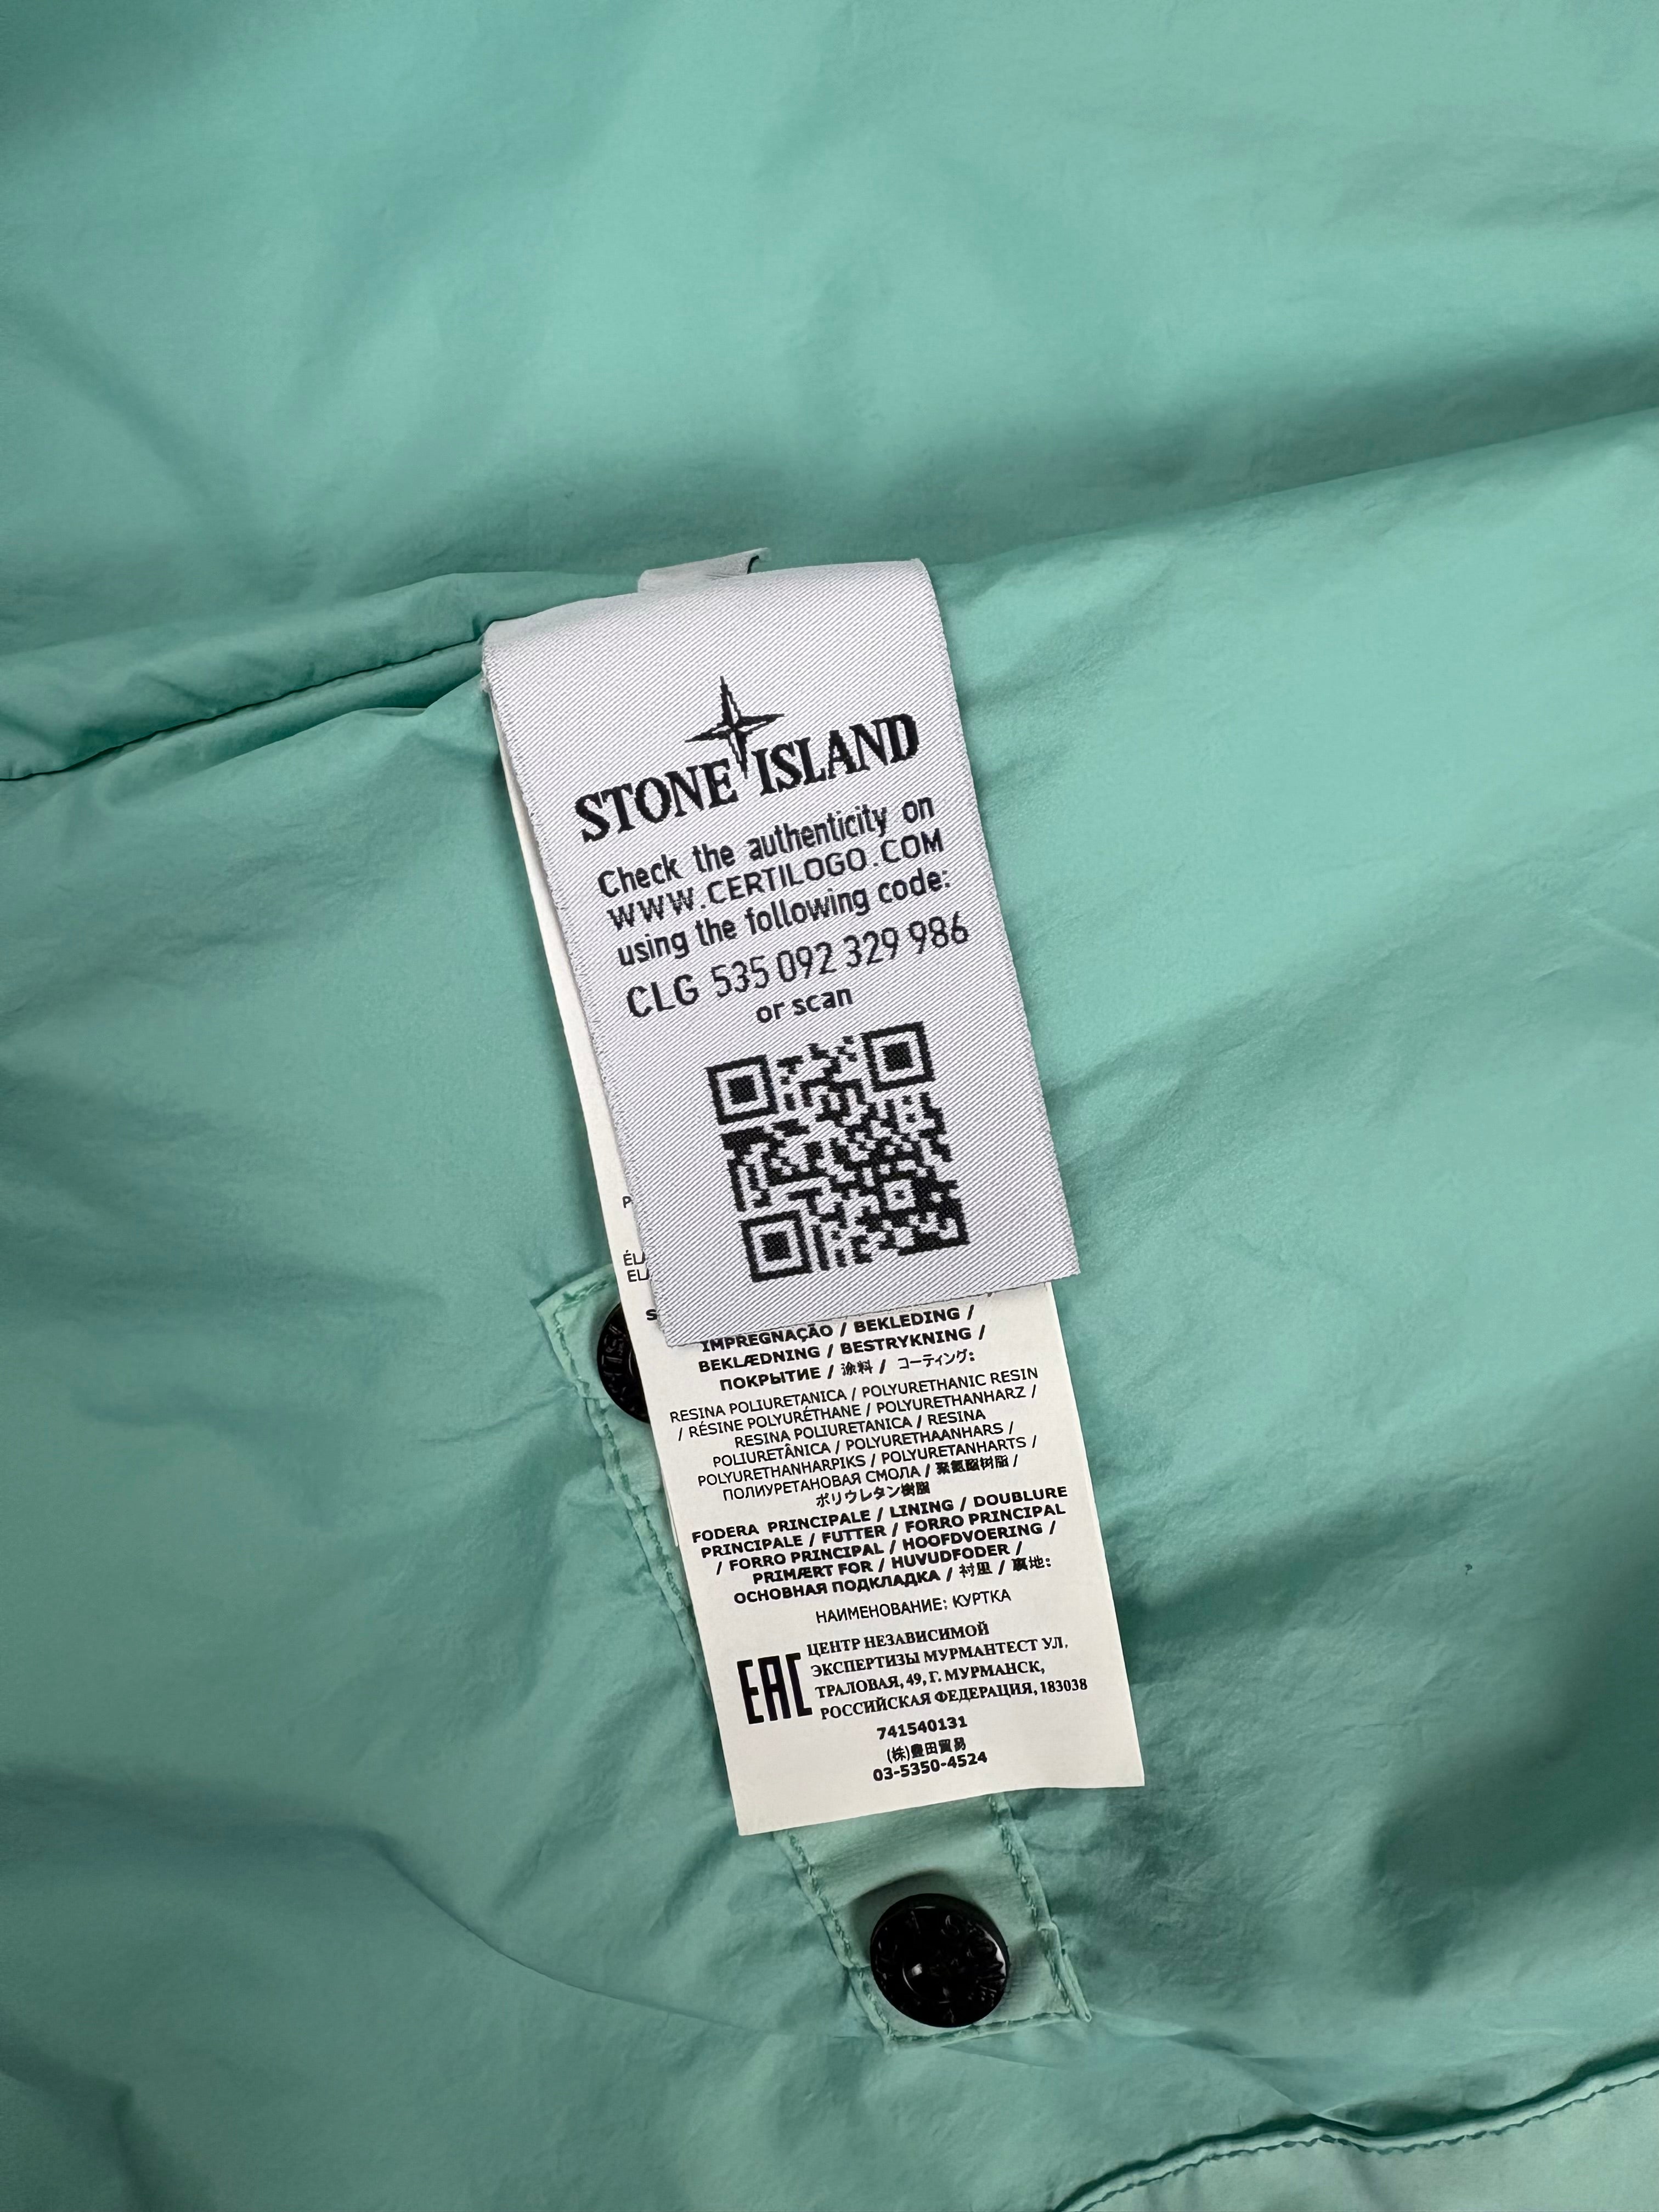 STONE ISLAND
Check the authenticity on
WWW.CERTILOGO.COM
using the following code:
CLG 535 092 329 986
or scan
P
ÉLA
ELA
S
IMPREGNAÇÃO / BEKLEDING /
BEKLÆDNING / BESTRYKNING /
ПОКРЫТИЕ / 涂料 / コーティング:
RESINA POLIURETANICA / POLYURETHANIC RESIN
/ RÉSINE POLYURÉTHANE / POLYURETHANHARZ /
RESINA POLIURETANICA / RESINA
POLIURETÂNICA / POLYURETHAANHARS /
POLYURETHANHARPIKS / POLYURETANHARTS /
ПОЛИУРЕТАНОВАЯ СМОЛА / 聚氨酯树脂 /
ポリウレタン樹脂
FODERA PRINCIPALE / LINING / DOUBLURE
PRINCIPALE / FUTTER / FORRO PRINCIPAL
/ FORRO PRINCIPAL / HOOFDVOERING /
PRIMÆRT FOR / HUVUDFODER /
ОСНОВНАЯ ПОДКЛАДКА / 衬里 / 裏地:
НАИМЕНОВАНИЕ: КУРТКА
EAC
ЦЕНТР НЕЗАВИСИМОЙ
ЭКСПЕРТИЗЫ МУРМАНТЕСТ УЛ.
ТРАЛОВАЯ, 49, Г. МУРМАНСК,
РОССИЙСКАЯ ФЕДЕРАЦИЯ, 183038
741540131
(株)豊田貿易
03-5350-4524